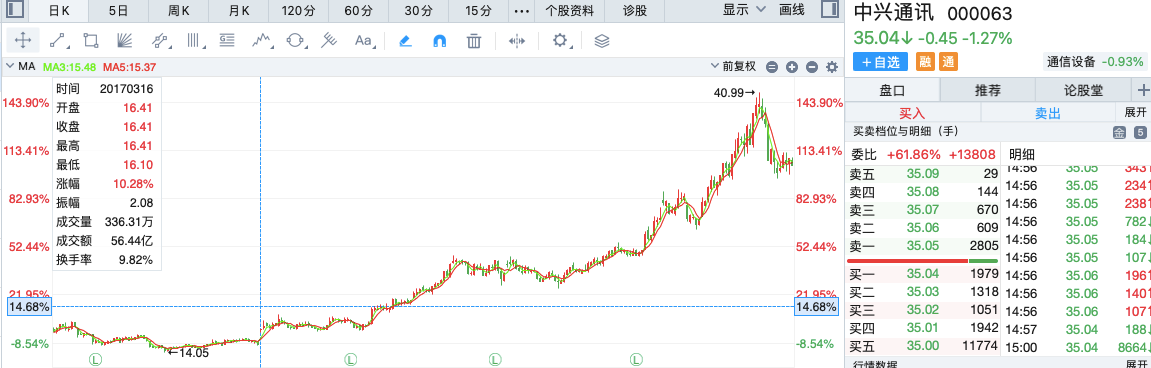 日K 5日 周K 月K 120分 60分 30分 15分 ··· 个股资料 诊股 显示 画线
Aa
MA MA3:15.48 MA5:15.37 前复权
时间 20170316
开盘 16.41
收盘 16.41
最高 16.41
最低 16.10
涨幅 10.28%
振幅 2.08
成交量 336.31万
成交额 56.44亿
换手率 9.82%
143.90%
113.41%
82.93%
52.44%
21.95%
14.68%
-8.54%
40.99→
←14.05
L L L L
143.90%
113.41%
82.93%
52.44%
21.95%
14.68%
-8.54%
中兴通讯 000063
35.04↓ -0.45 -1.27%
+自选 融 通 通信设备 -0.93%
盘口 推荐 论股堂 +
买入 卖出 展开
买卖档位与明细（手） 金 5
委比 +61.86% +13808
卖五 35.09 29
卖四 35.08 144
卖三 35.07 670
卖二 35.06 609
卖一 35.05 2805
买一 35.04 1979
买二 35.03 1318
买三 35.02 1051
买四 35.01 1942
买五 35.00 11774
明细
14:56 35.05 3431
14:56 35.05 2341
14:56 35.05 2381
14:56 35.05 782↓
14:56 35.05 184↓
14:56 35.05 107↓
14:56 35.06 1961
14:56 35.06 1401
14:56 35.06 1071
14:57 35.04 188↓
15:00 35.04 8664↓
行情数据 展开